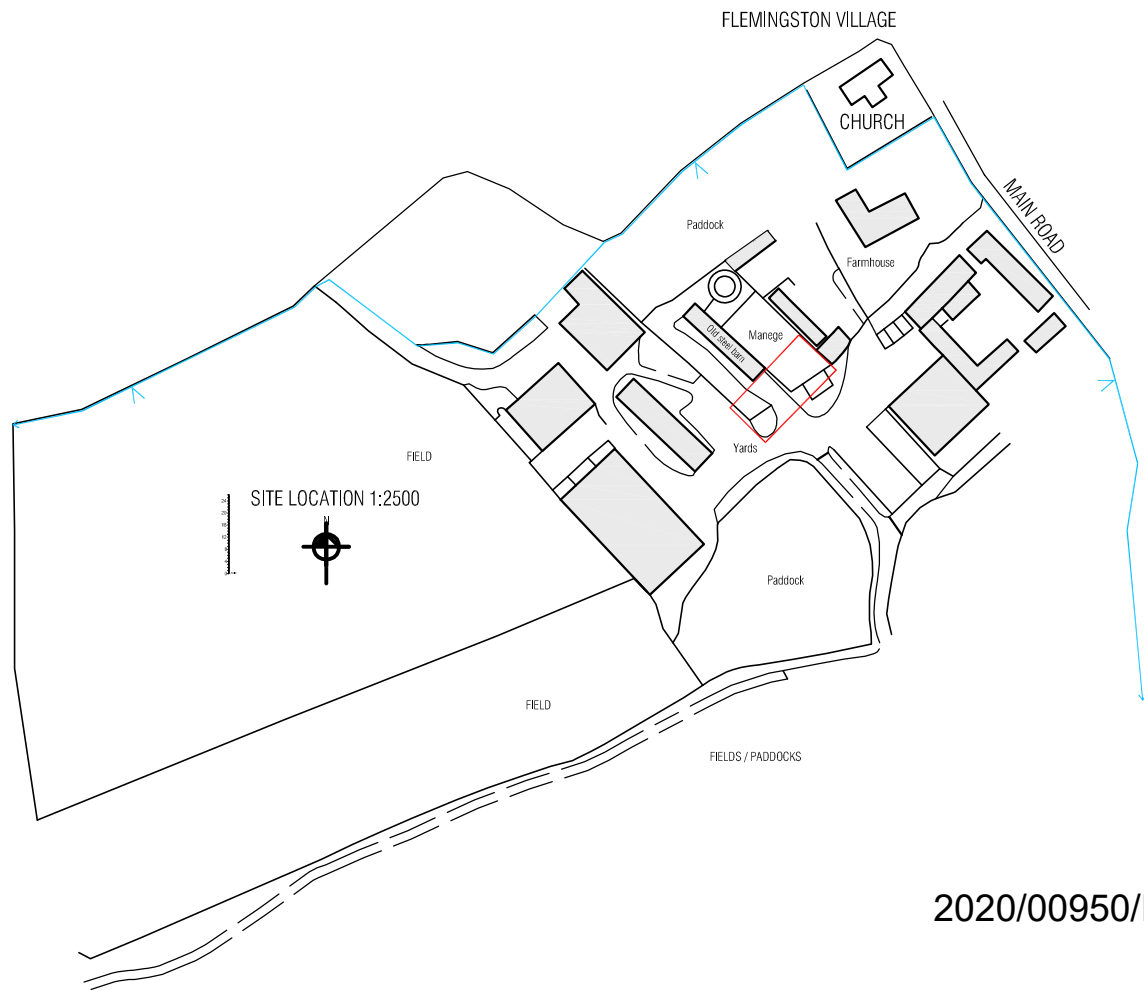 FLEMINGSTON VILLAGE
CHURCH
MAIN ROAD
Paddock
Farmhouse
Manege
Old steel barn
Yards
FIELD
SITE LOCATION 1:2500
N
Paddock
FIELD
FIELDS / PADDOCKS
2020/00950/